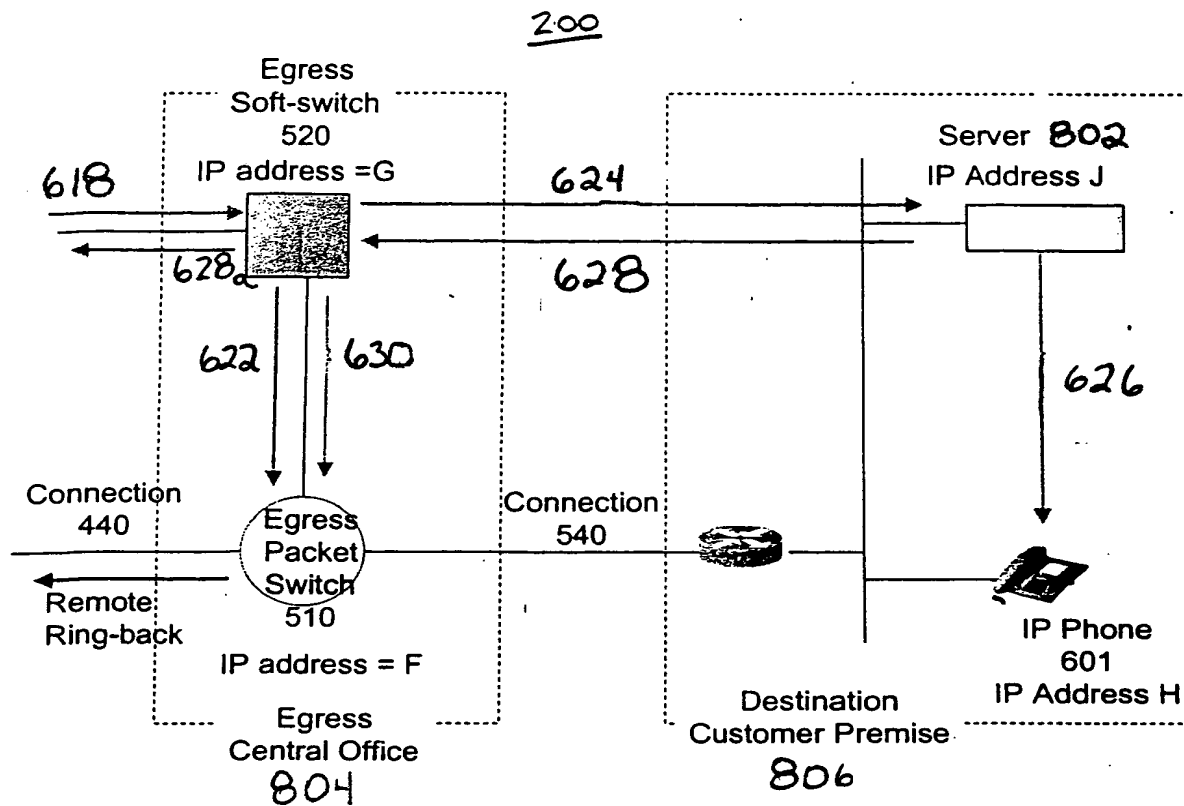 200
Egress
Soft-switch
520
IP address =G
Server 802
IP Address J
618
628a
624
628
622
630
626
Connection
440
Egress
Packet
Switch
510
Connection
540
Remote
Ring-back
IP address = F
IP Phone
601
IP Address H
Egress
Central Office
804
Destination
Customer Premise
806